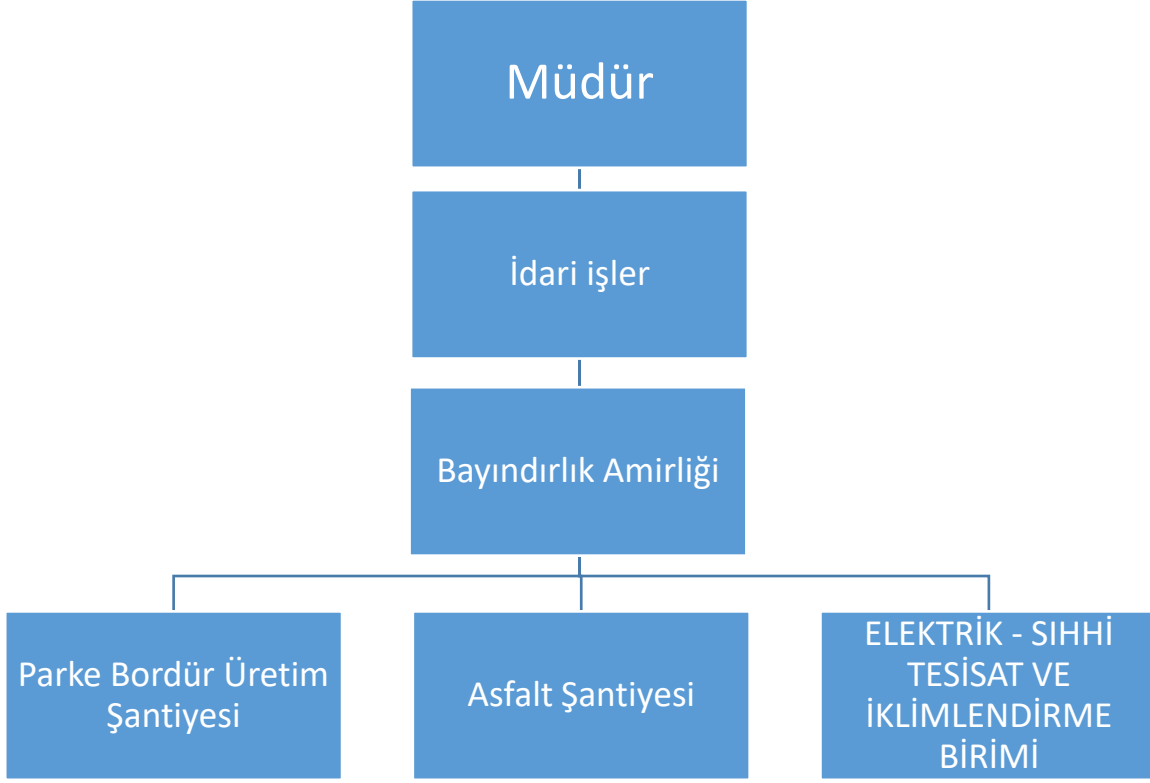 Müdür
İdari işler
Bayındırlık Amirliği
Parke Bordür Üretim
Şantiyesi
Asfalt Şantiyesi
ELEKTRİK - SIHHİ
TESİSAT VE
İKLİMLENDİRME
BİRİMİ